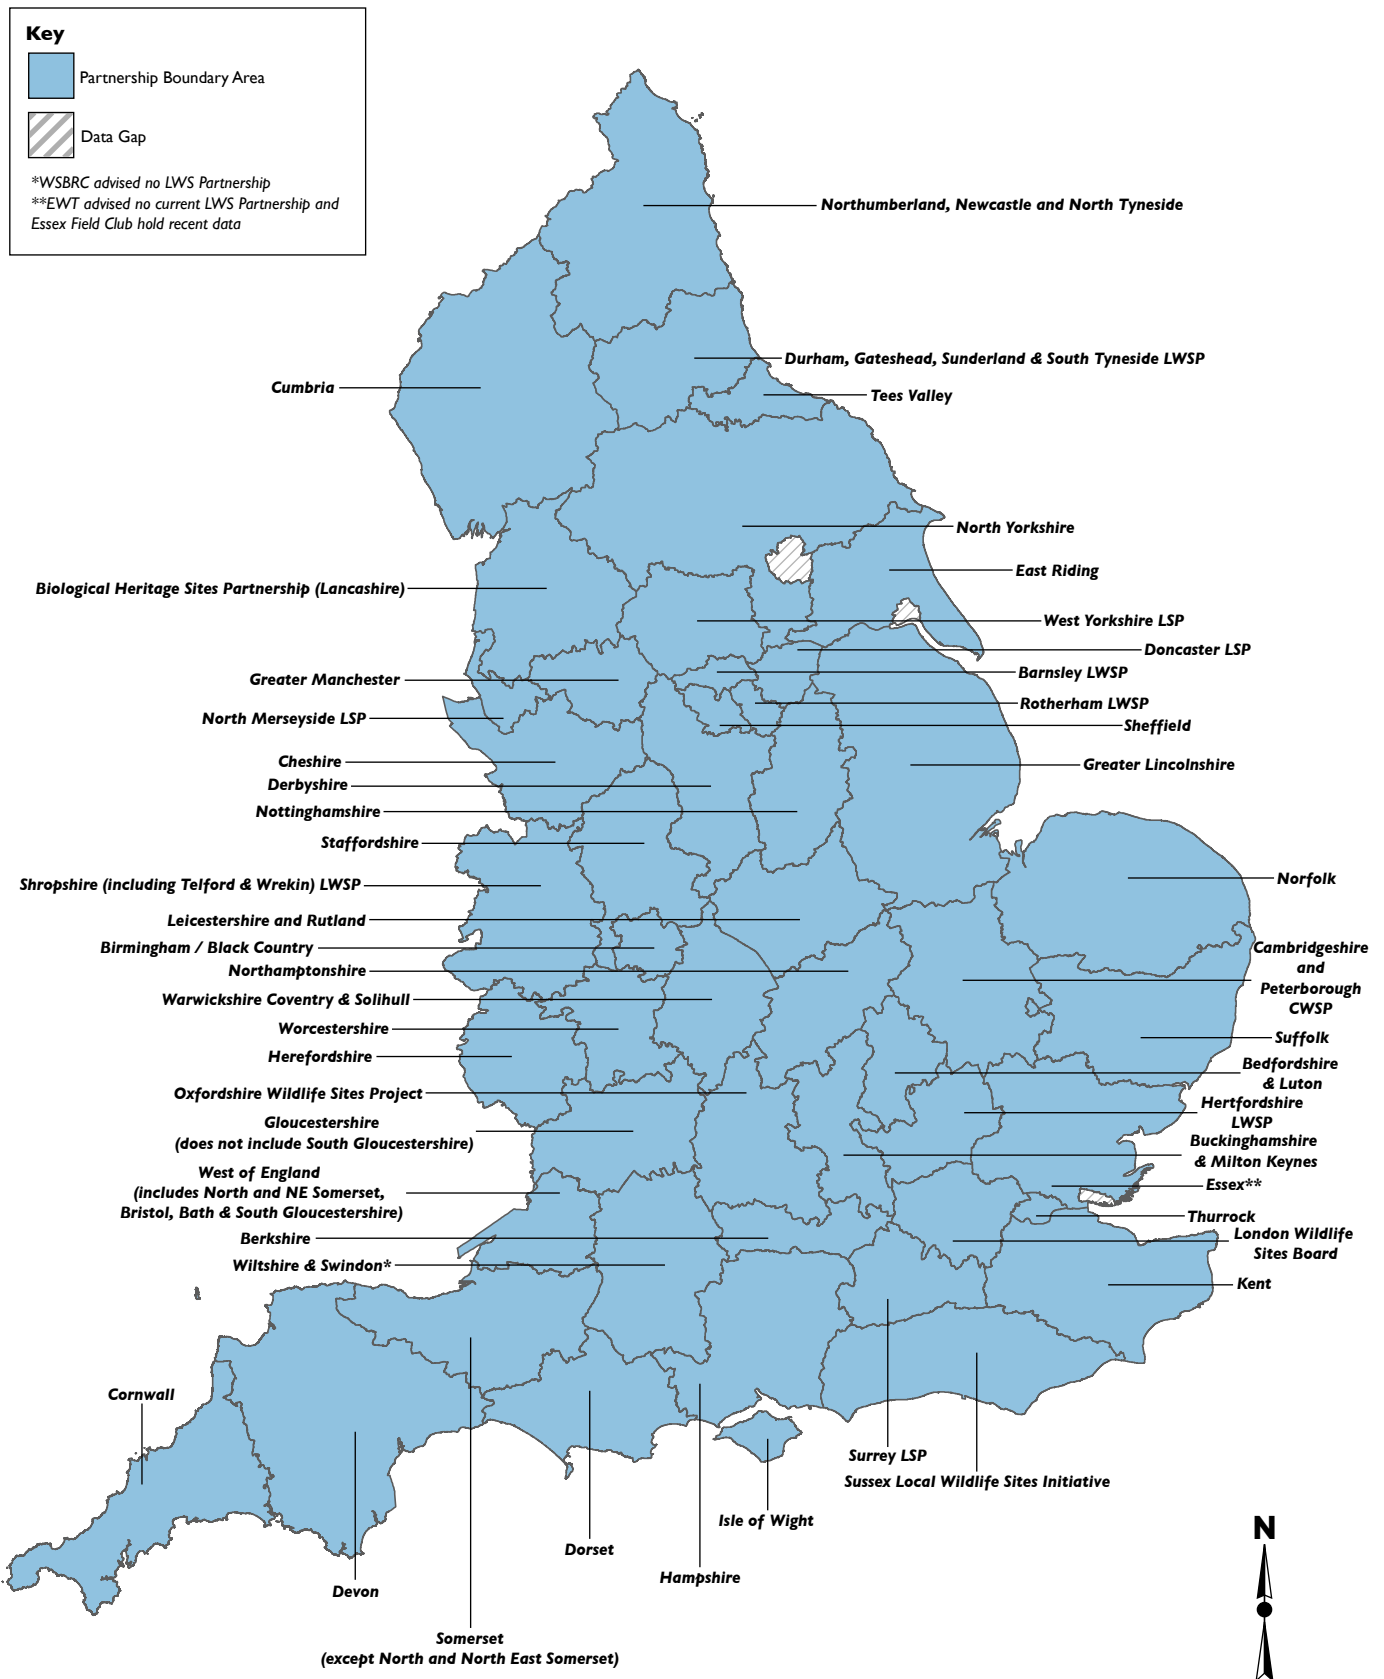 Key
Partnership Boundary Area
Data Gap
*WSBRC advised no LWS Partnership
**EWT advised no current LWS Partnership and
Essex Field Club hold recent data
Northumberland, Newcastle and North Tyneside
Durham, Gateshead, Sunderland & South Tyneside LWSP
Cumbria
Tees Valley
North Yorkshire
East Riding
Biological Heritage Sites Partnership (Lancashire)
West Yorkshire LSP
Doncaster LSP
Barnsley LWSP
Greater Manchester
Rotherham LWSP
North Merseyside LSP
Sheffield
Cheshire
Greater Lincolnshire
Derbyshire
Nottinghamshire
Staffordshire
Norfolk
Shropshire (including Telford & Wrekin) LWSP
Leicestershire and Rutland
Birmingham / Black Country
Cambridgeshire
and
Peterborough
CWSP
Northamptonshire
Warwickshire Coventry & Solihull
Worcestershire
Suffolk
Herefordshire
Bedfordshire
& Luton
Oxfordshire Wildlife Sites Project
Hertfordshire
LWSP
Gloucestershire
(does not include South Gloucestershire)
Buckinghamshire
& Milton Keynes
West of England
(includes North and NE Somerset,
Bristol, Bath & South Gloucestershire)
Essex**
Thurrock
Berkshire
London Wildlife
Sites Board
Wiltshire & Swindon*
Kent
Cornwall
Surrey LSP
Sussex Local Wildlife Sites Initiative
Isle of Wight
Dorset
Hampshire
Devon
Somerset
(except North and North East Somerset)
N